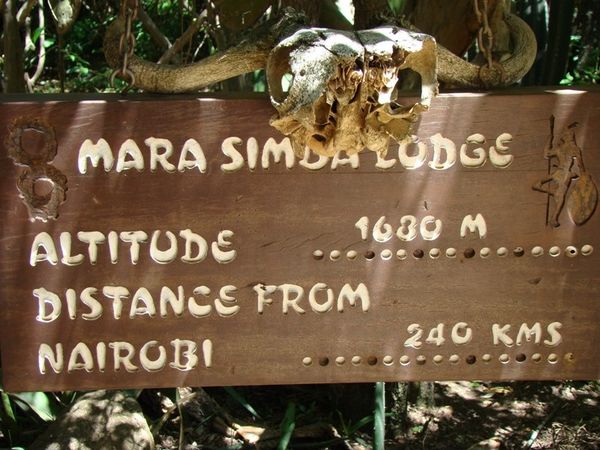 MARA SIMBA LODGE
ALTITUDE 1680 M
DISTANCE FROM
NAIROBI 240 KMS